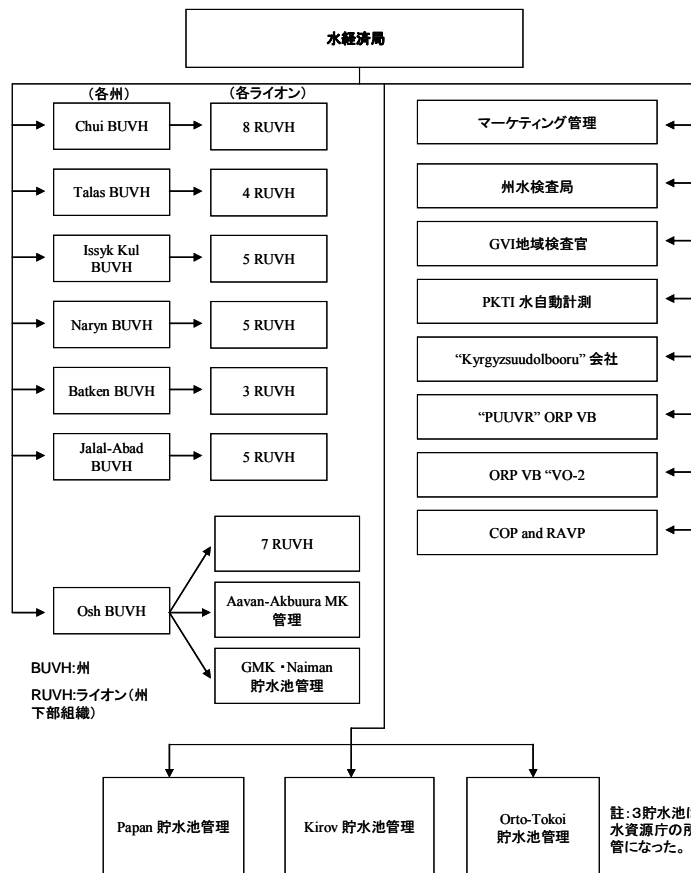 水経済局
(各州)
(各ライオン)
Chui BUVH
8 RUVH
Talas BUVH
4 RUVH
Issyk Kul
BUVH
5 RUVH
Naryn BUVH
5 RUVH
Batken BUVH
3 RUVH
Jalal-Abad
BUVH
5 RUVH
Osh BUVH
7 RUVH
Aavan-Akbuura MK
管理
GMK ・Naiman
貯水池管理
マーケティング管理
州水検査局
GVI地域検査官
PKTI 水自動計測
“Kyrgyzsuudolbooru” 会社
“PUUVR” ORP VB
ORP VB “VO-2
COP and RAVP
BUVH:州
RUVH:ライオン(州
下部組織)
Papan 貯水池管理
Kirov 貯水池管理
Orto-Tokoi
貯水池管理
註:3貯水池は
水資源庁の所
管になった。